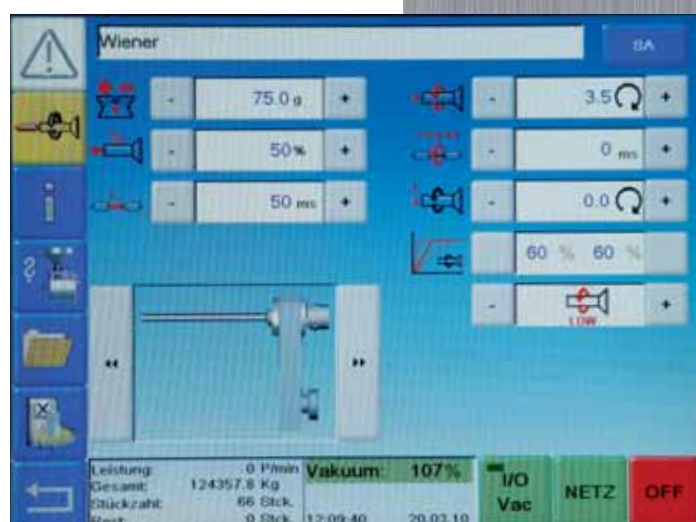 Wiener
SA
- 75.0 g +
- 3.5 +
- 50 % +
- 0 ms +
- 50 ms +
- 0.0 +
60 % 60 %
- LOW +
Leistung: 0 P/min
Gesamt: 124357.8 Kg
Stückzahl: 66 Stck.
Rest: 0 Stck.
Vakuum: 107%
12:09:40 20.03.10
I/O
Vac
NETZ
OFF